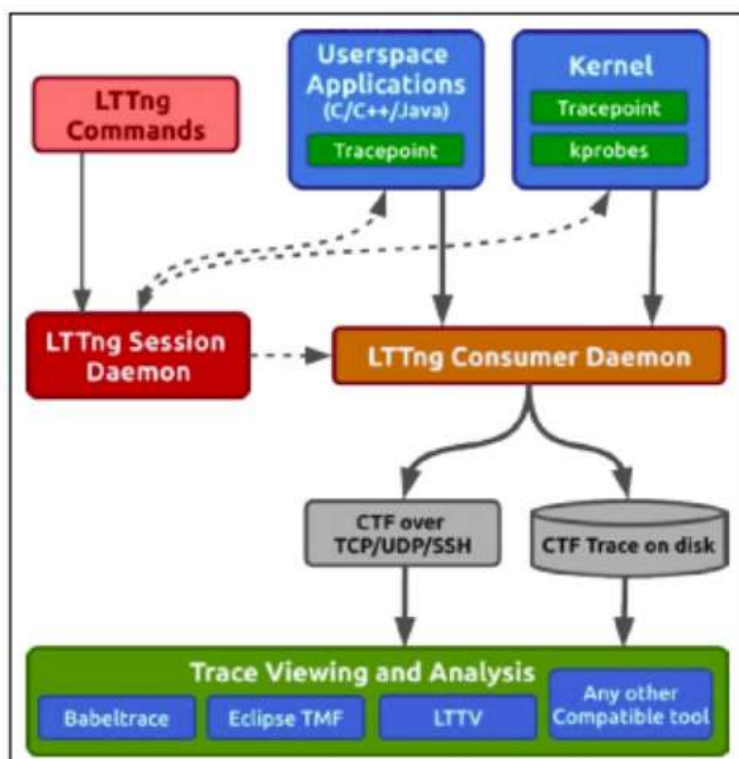 LTTng
Commands
Userspace
Applications
(C/C++/Java)
Tracepoint
Kernel
Tracepoint
kprobes
LTTng Session
Daemon
LTTng Consumer Daemon
CTF over
TCP/UDP/SSH
CTF Trace on disk
Trace Viewing and Analysis
Babeltrace
Eclipse TMF
LTTV
Any other
Compatible tool